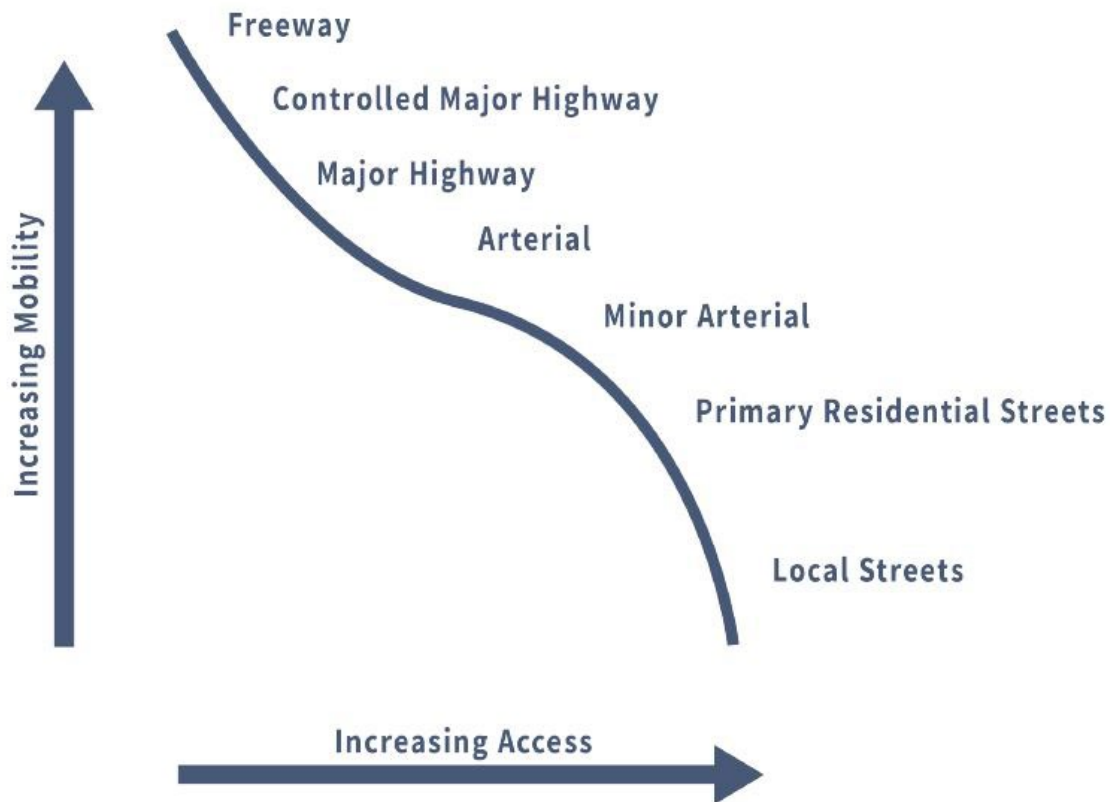 Freeway
Controlled Major Highway
Major Highway
Arterial
Minor Arterial
Primary Residential Streets
Local Streets
Increasing Mobility
Increasing Access